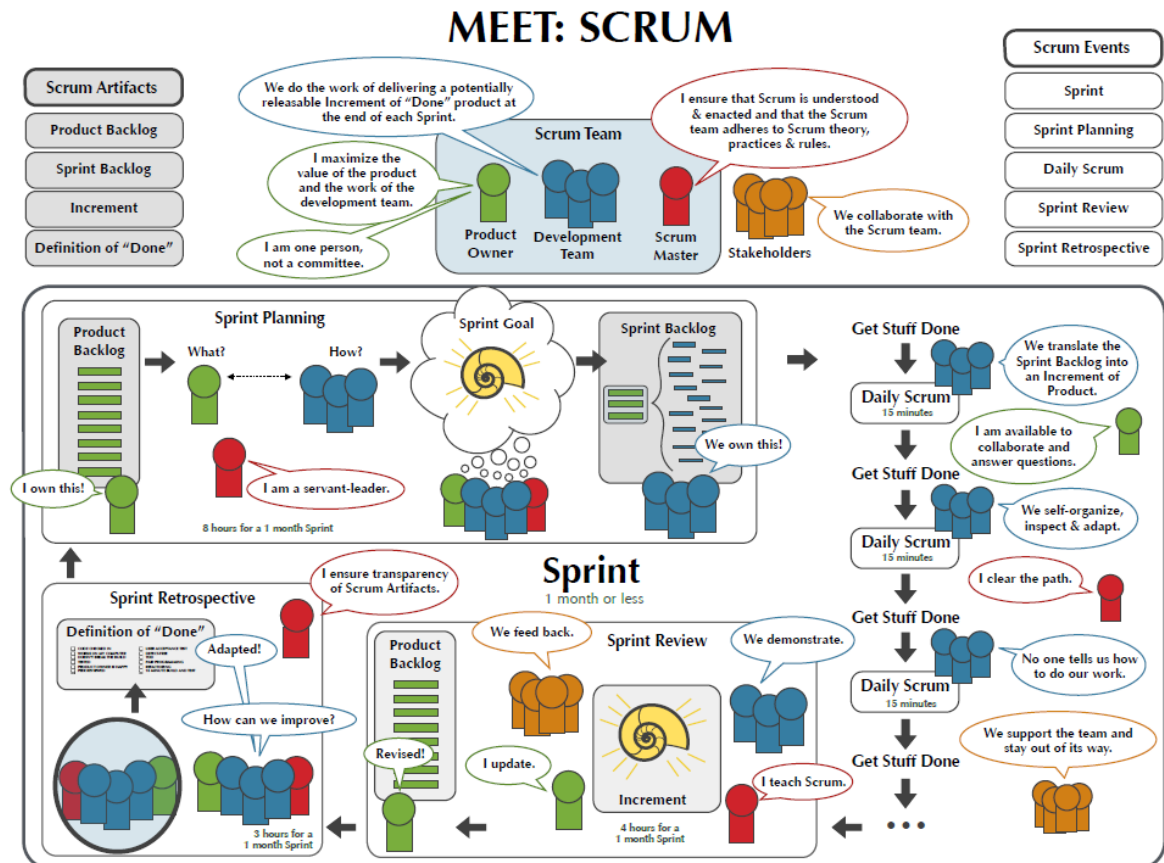 MEET: SCRUM
Scrum Artifacts
Product Backlog
Sprint Backlog
Increment
Definition of “Done”
We do the work of delivering a potentially
releasable Increment of “Done” product at
the end of each Sprint.
I maximize the
value of the product
and the work of the
development team.
I am one person,
not a committee.
Scrum Team
Product
Owner
Development
Team
Scrum
Master
I ensure that Scrum is understood
& enacted and that the Scrum
team adheres to Scrum theory,
practices & rules.
Stakeholders
We collaborate with
the Scrum team.
Scrum Events
Sprint
Sprint Planning
Daily Scrum
Sprint Review
Sprint Retrospective
Sprint Planning
Product
Backlog
I own this!
What?
How?
I am a servant-leader.
8 hours for a 1 month Sprint
Sprint Goal
Sprint Backlog
We own this!
Get Stuff Done
We translate the
Sprint Backlog into
an Increment of
Product.
Daily Scrum
15 minutes
I am available to
collaborate and
answer questions.
Get Stuff Done
We self-organize,
inspect & adapt.
Daily Scrum
15 minutes
I clear the path.
Get Stuff Done
No one tells us how
to do our work.
Daily Scrum
15 minutes
We support the team and
stay out of its way.
Get Stuff Done
Sprint
1 month or less
Sprint Review
Product
Backlog
Revised!
We feed back.
We demonstrate.
I update.
Increment
I teach Scrum.
4 hours for a
1 month Sprint
Sprint Retrospective
I ensure transparency
of Scrum Artifacts.
Definition of “Done”
Adapted!
How can we improve?
3 hours for a
1 month Sprint